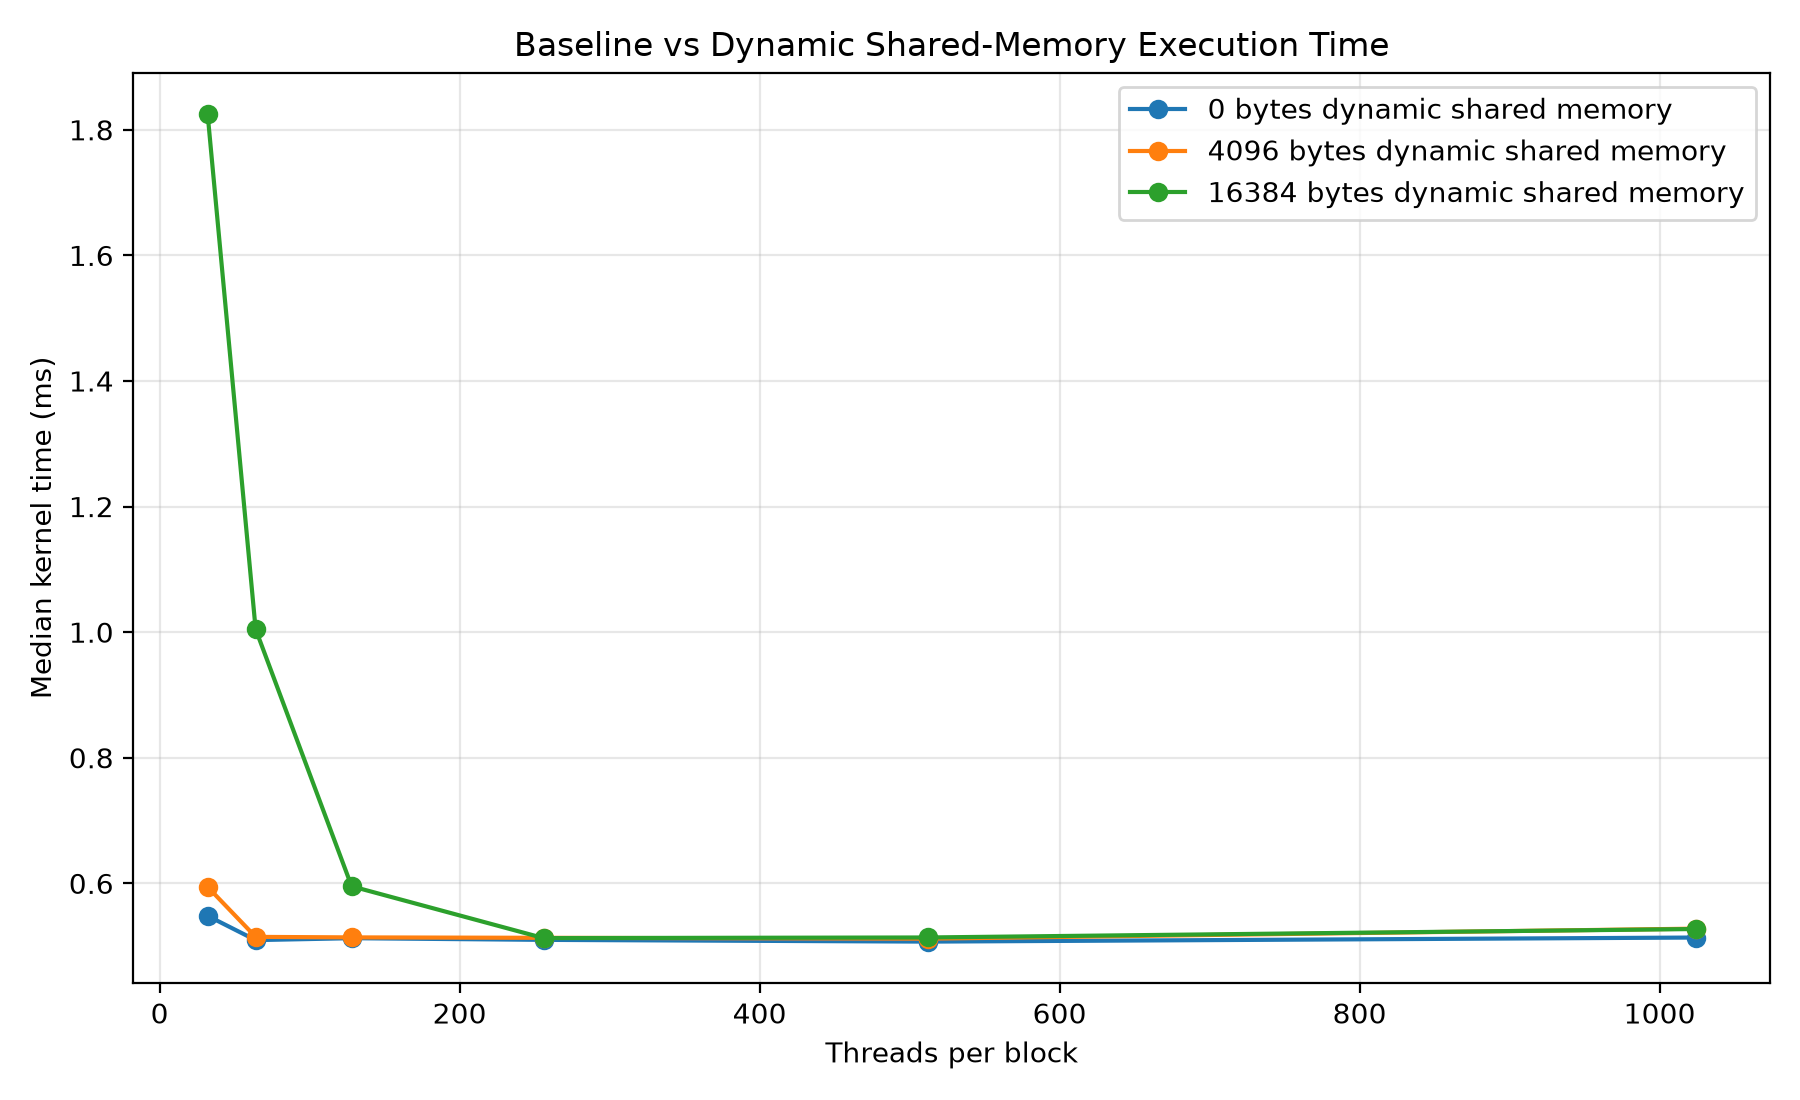 Baseline vs Dynamic Shared-Memory Execution Time
0 bytes dynamic shared memory
4096 bytes dynamic shared memory
16384 bytes dynamic shared memory
Median kernel time (ms)
1.8
1.6
1.4
1.2
1.0
0.8
0.6
0 200 400 600 800 1000
Threads per block